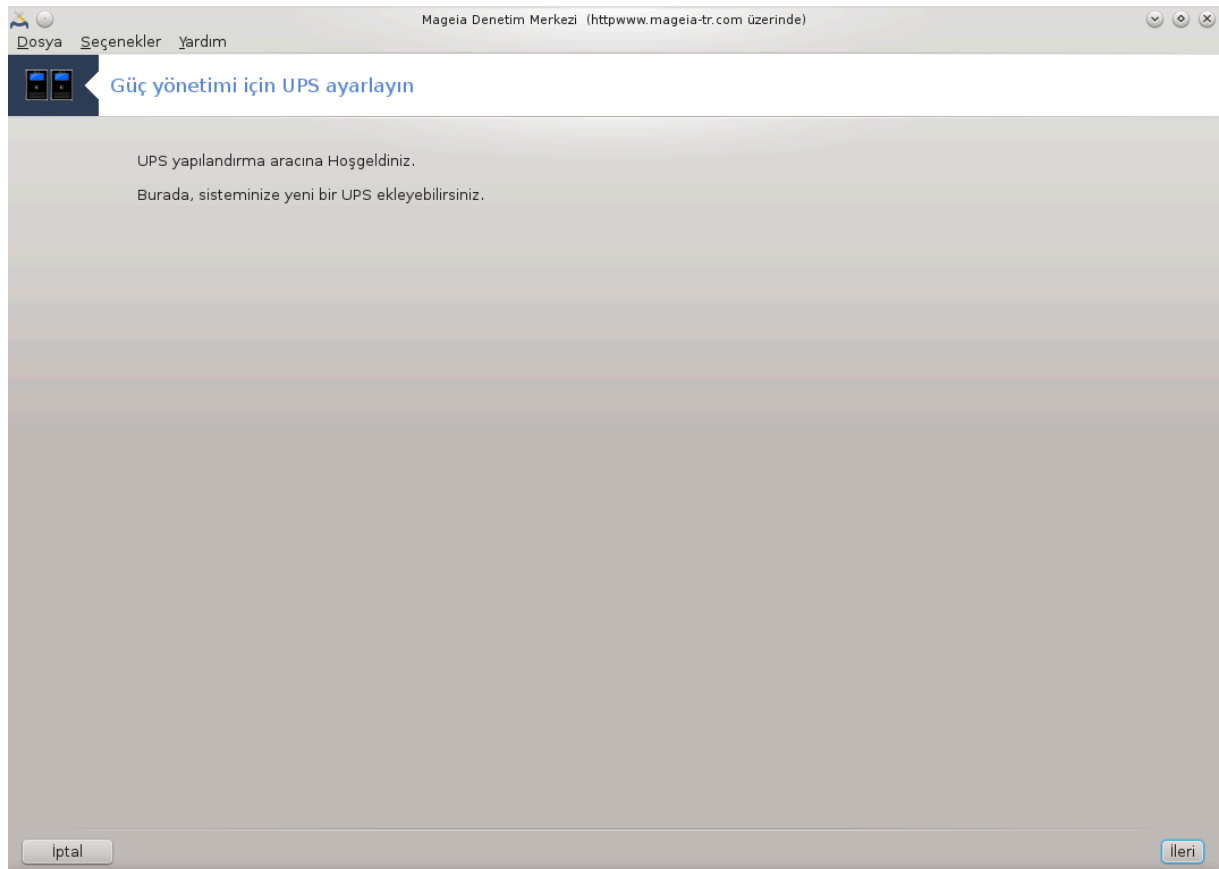 Mageia Denetim Merkezi (httpwww.mageia-tr.com üzerinde)
Dosya Seçenekler Yardım
Güç yönetimi için UPS ayarlayın
UPS yapılandırma aracına Hoşgeldiniz.
Burada, sisteminize yeni bir UPS ekleyebilirsiniz.
İptal İleri